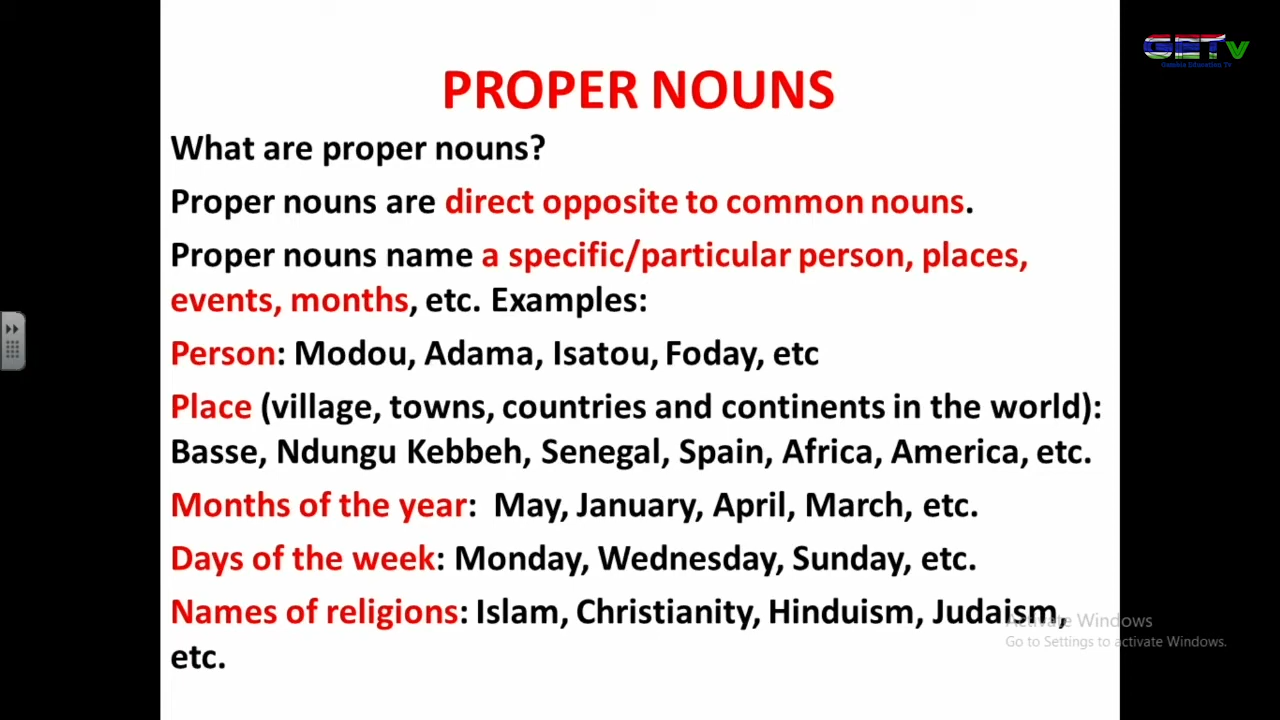 GETv
Gambia Education Tv
PROPER NOUNS
What are proper nouns?
Proper nouns are direct opposite to common nouns.
Proper nouns name a specific/particular person, places,
events, months, etc. Examples:
Person: Modou, Adama, Isatou, Foday, etc
Place (village, towns, countries and continents in the world):
Basse, Ndungu Kebbeh, Senegal, Spain, Africa, America, etc.
Months of the year:  May, January, April, March, etc.
Days of the week: Monday, Wednesday, Sunday, etc.
Names of religions: Islam, Christianity, Hinduism, Judaism,
etc.
Activate Windows
Go to Settings to activate Windows.